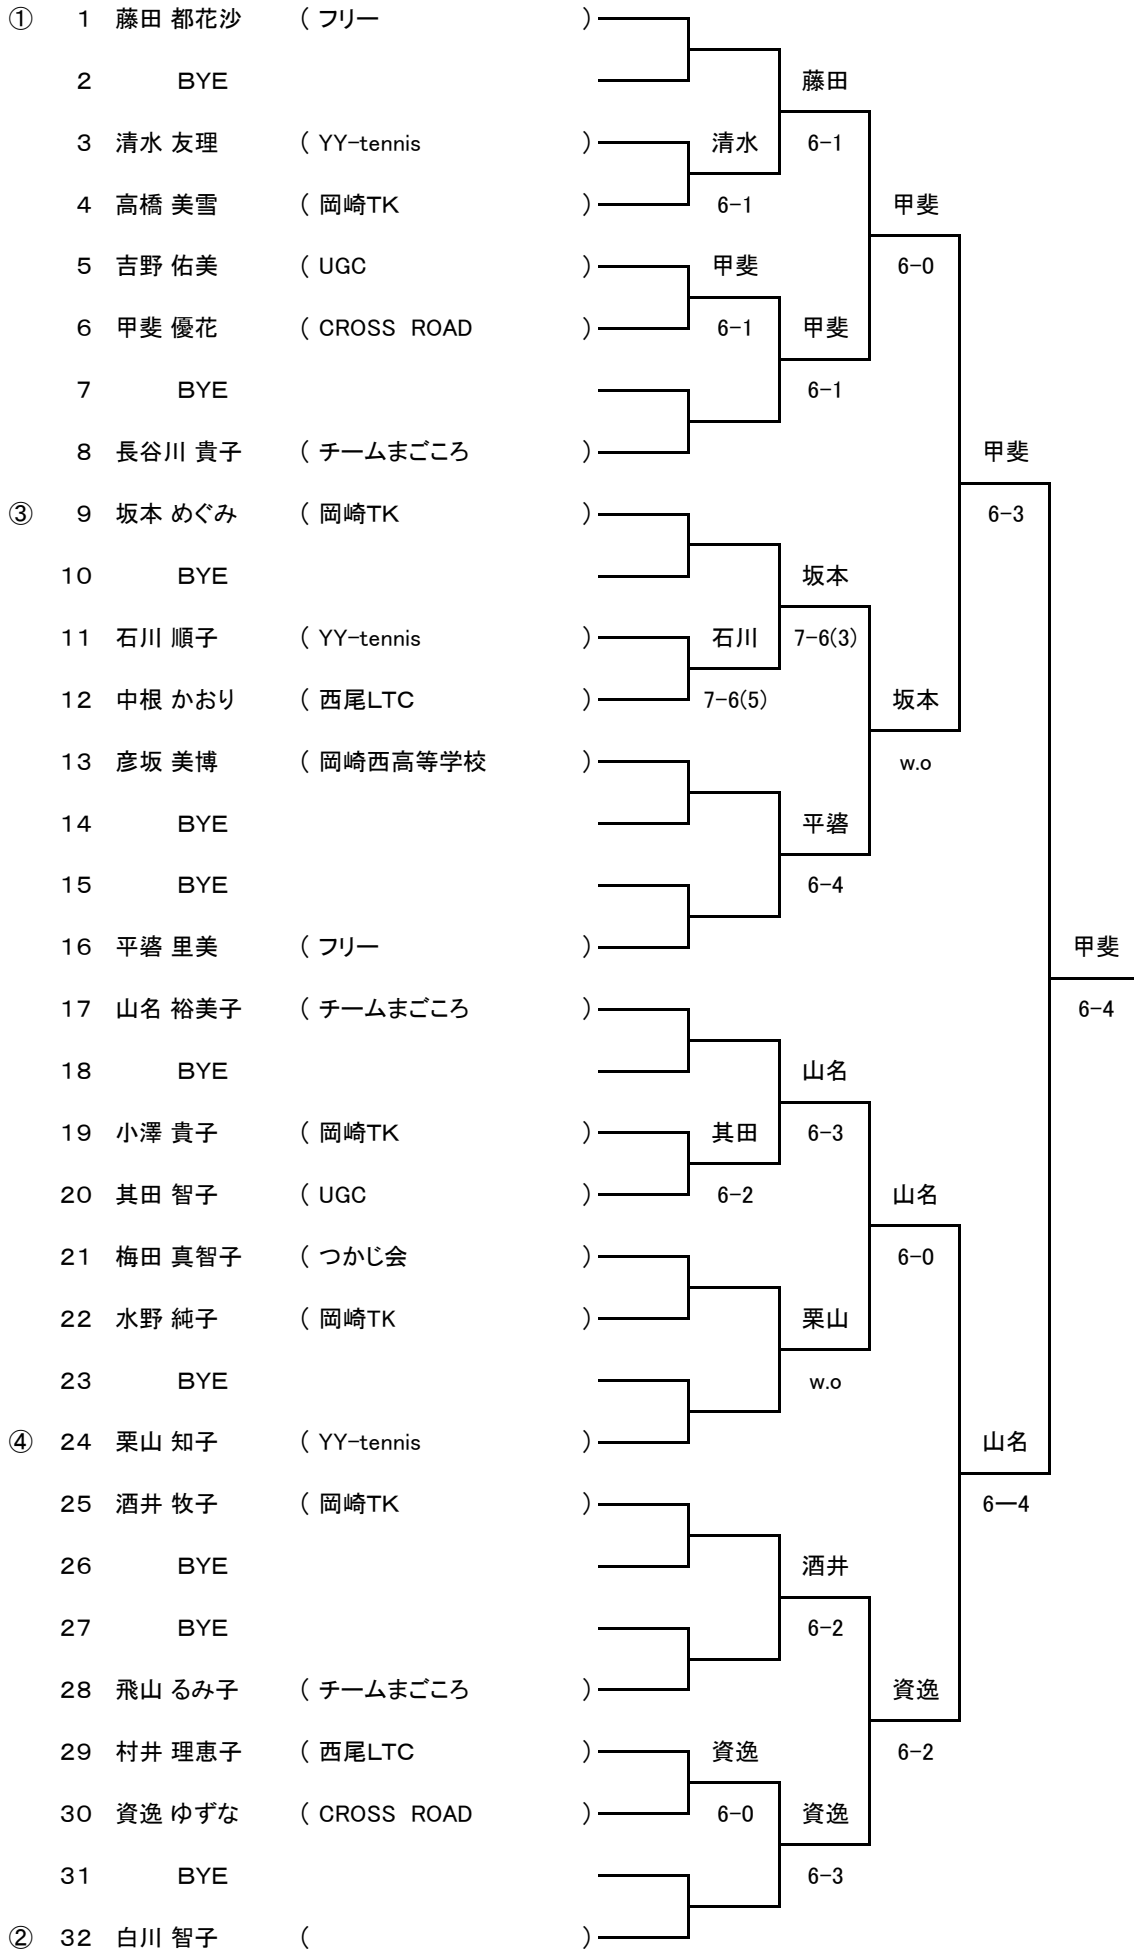 ① 1 藤田 都花沙 ( フリー )
2 BYE 藤田
3 清水 友理 ( YY-tennis ) 清水 6-1
4 高橋 美雪 ( 岡崎TK ) 6-1 甲斐
5 吉野 佑美 ( UGC ) 甲斐 6-0
6 甲斐 優花 ( CROSS ROAD ) 6-1 甲斐
7 BYE 6-1
8 長谷川 貴子 ( チームまごころ ) 甲斐
③ 9 坂本 めぐみ ( 岡崎TK ) 6-3
10 BYE 坂本
11 石川 順子 ( YY-tennis ) 石川 7-6(3)
12 中根 かおり ( 西尾LTC ) 7-6(5) 坂本
13 彦坂 美博 ( 岡崎西高等学校 ) w.o
14 BYE 平婆
15 BYE 6-4
16 平婆 里美 ( フリー ) 甲斐
17 山名 裕美子 ( チームまごころ ) 6-4
18 BYE 山名
19 小澤 貴子 ( 岡崎TK ) 其田 6-3
20 其田 智子 ( UGC ) 6-2 山名
21 梅田 真智子 ( つかじ会 ) 6-0
22 水野 純子 ( 岡崎TK ) 栗山
23 BYE w.o
④ 24 栗山 知子 ( YY-tennis ) 山名
25 酒井 牧子 ( 岡崎TK ) 6ー4
26 BYE 酒井
27 BYE 6-2
28 飛山 るみ子 ( チームまごころ ) 資逸
29 村井 理恵子 ( 西尾LTC ) 資逸 6-2
30 資逸 ゆずな ( CROSS ROAD ) 6-0 資逸
31 BYE 6-3
② 32 白川 智子 ( )